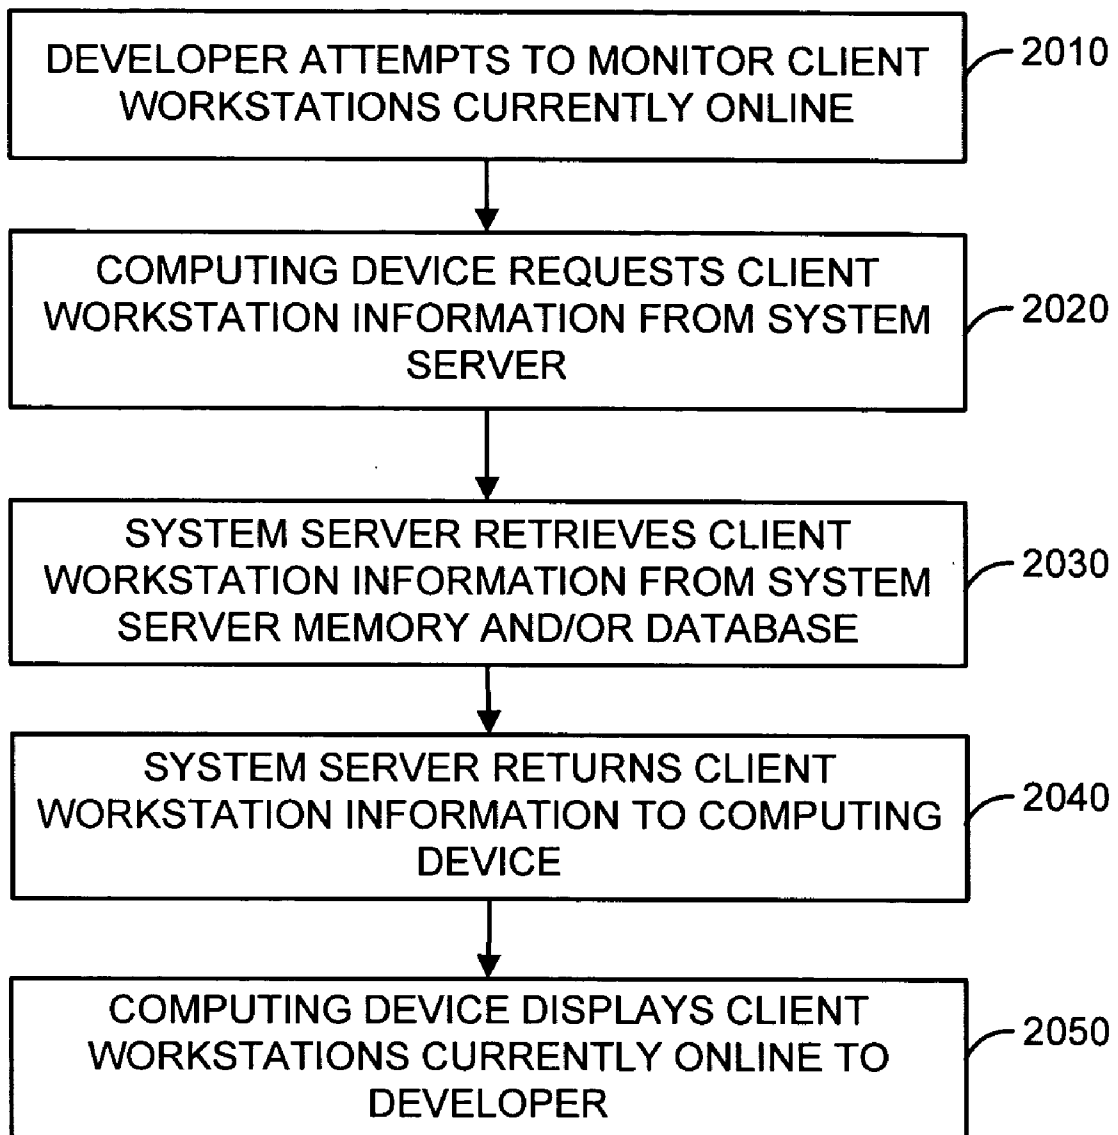 DEVELOPER ATTEMPTS TO MONITOR CLIENT
WORKSTATIONS CURRENTLY ONLINE
2010
COMPUTING DEVICE REQUESTS CLIENT
WORKSTATION INFORMATION FROM SYSTEM
SERVER
2020
SYSTEM SERVER RETRIEVES CLIENT
WORKSTATION INFORMATION FROM SYSTEM
SERVER MEMORY AND/OR DATABASE
2030
SYSTEM SERVER RETURNS CLIENT
WORKSTATION INFORMATION TO COMPUTING
DEVICE
2040
COMPUTING DEVICE DISPLAYS CLIENT
WORKSTATIONS CURRENTLY ONLINE TO
DEVELOPER
2050